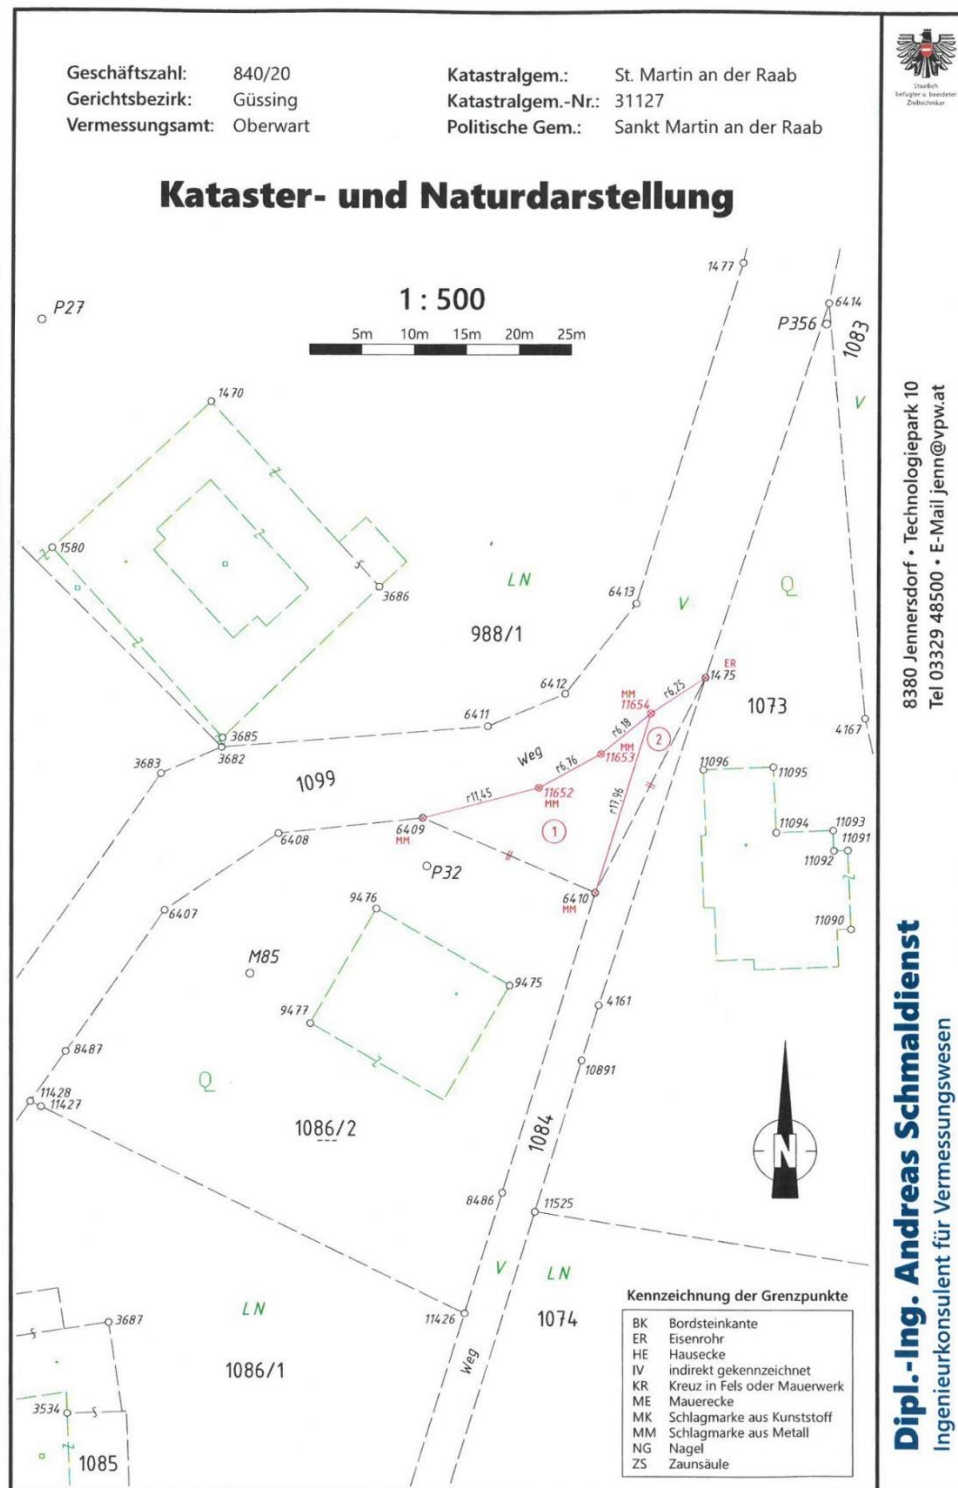 Geschäftszahl: 840/20
Gerichtsbezirk: Güssing
Vermessungsamt: Oberwart
Katastralgem.: St. Martin an der Raab
Katastralgem.-Nr.: 31127
Politische Gem.: Sankt Martin an der Raab
Staatlich
befugter u. beeideter
Ziviltechniker
Kataster- und Naturdarstellung
1 : 500
5m 10m 15m 20m 25m
P27
1477
6414
P356
1083
V
1470
1580
3686
LN
988/1
6413
V
Q
6412
6411
ER
1475
MM
11654
r6,25
1073
4167
3685
3682
3683
1099
Weg
r6,18
MM
11653
2
r6,76
11652
MM
r11,45
r17,96
11096
11095
11094
11093
11091
11092
11090
6409
MM
6408
1
P32
6410
MM
9476
6407
M85
9475
9477
4161
8487
10891
Q
11428
11427
1086/2
1084
N
8486
11525
V
LN
LN
11426
1074
3687
Weg
1086/1
3534
1085
Kennzeichnung der Grenzpunkte
BK Bordsteinkante
ER Eisenrohr
HE Hausecke
IV indirekt gekennzeichnet
KR Kreuz in Fels oder Mauerwerk
ME Mauerecke
MK Schlagmarke aus Kunststoff
MM Schlagmarke aus Metall
NG Nagel
ZS Zaunsäule
8380 Jennersdorf • Technologiepark 10
Tel 03329 48500 • E-Mail jenn@vpw.at
Dipl.-Ing. Andreas Schmaldienst
Ingenieurkonsulent für Vermessungswesen